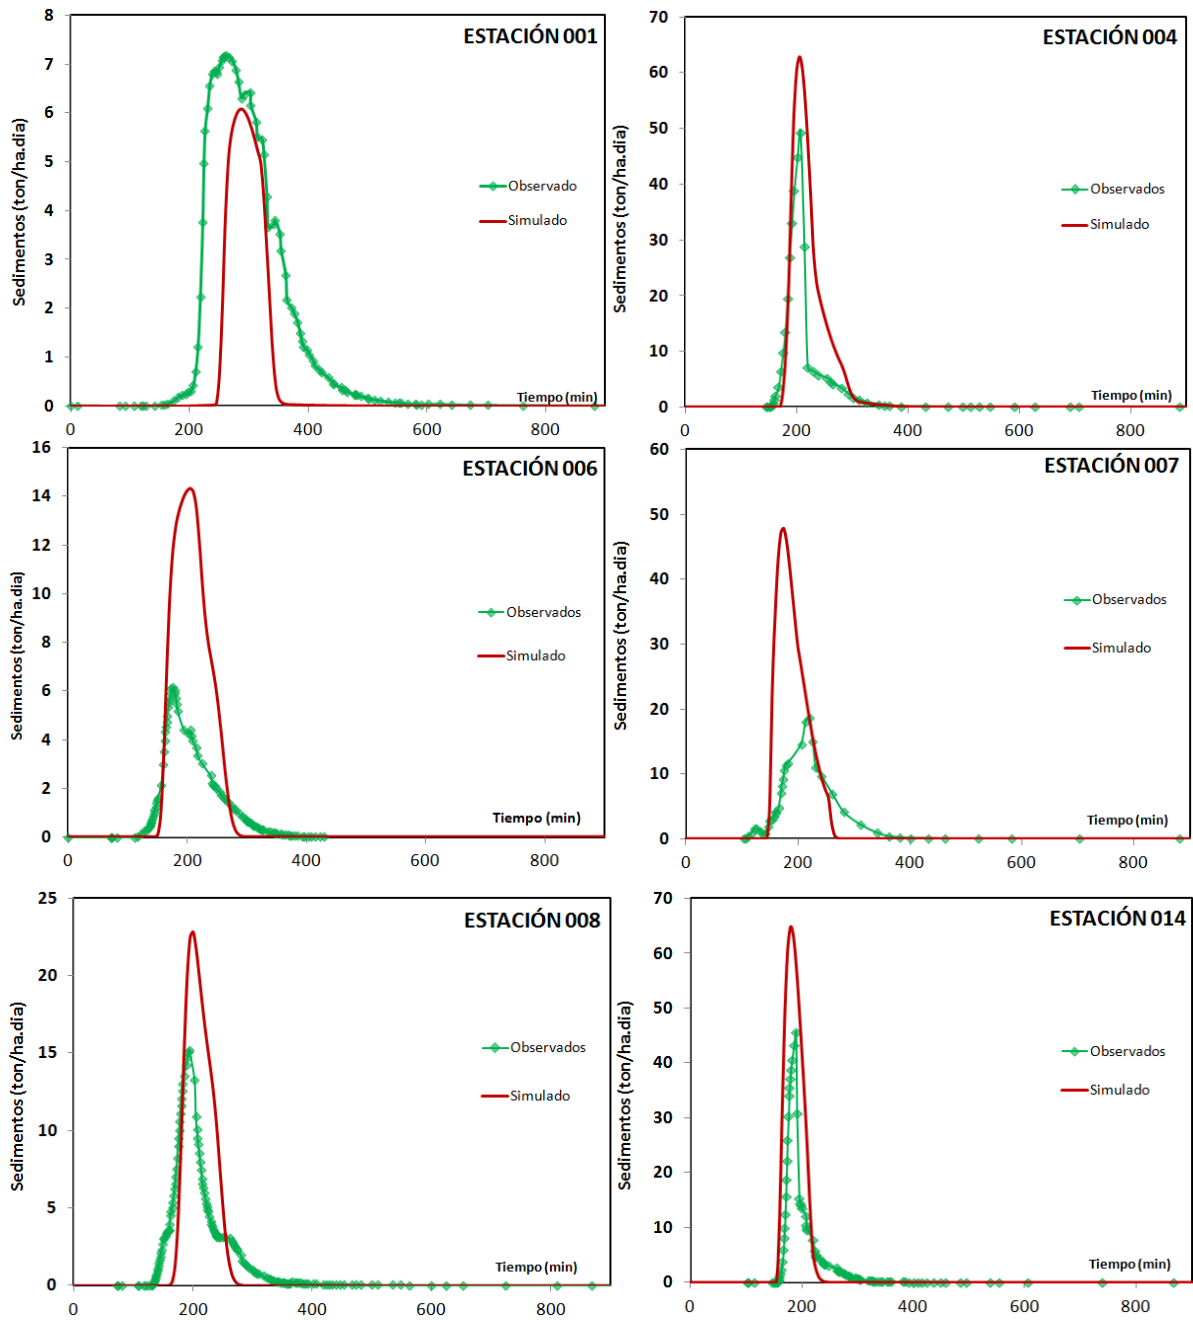 ESTACIÓN 001
Sedimentos (ton/ha.dia)
8
7
6
5
4
3
2
1
0
Observado
Simulado
Tiempo (min)
0 200 400 600 800
ESTACIÓN 004
Sedimentos (ton/ha.dia)
70
60
50
40
30
20
10
0
Observados
Simulado
Tiempo (min)
0 200 400 600 800
ESTACIÓN 006
Sedimentos (ton/ha.dia)
16
14
12
10
8
6
4
2
0
Observados
Simulado
Tiempo (min)
0 200 400 600 800
ESTACIÓN 007
Sedimentos (ton/ha.dia)
60
50
40
30
20
10
0
Observados
Simulado
Tiempo (min)
0 200 400 600 800
ESTACIÓN 008
Sedimentos (ton/ha.dia)
25
20
15
10
5
0
Observados
Simulado
Tiempo (min)
0 200 400 600 800
ESTACIÓN 014
Sedimentos (ton/ha.dia)
70
60
50
40
30
20
10
0
Observados
Simulado
Tiempo (min)
0 200 400 600 800